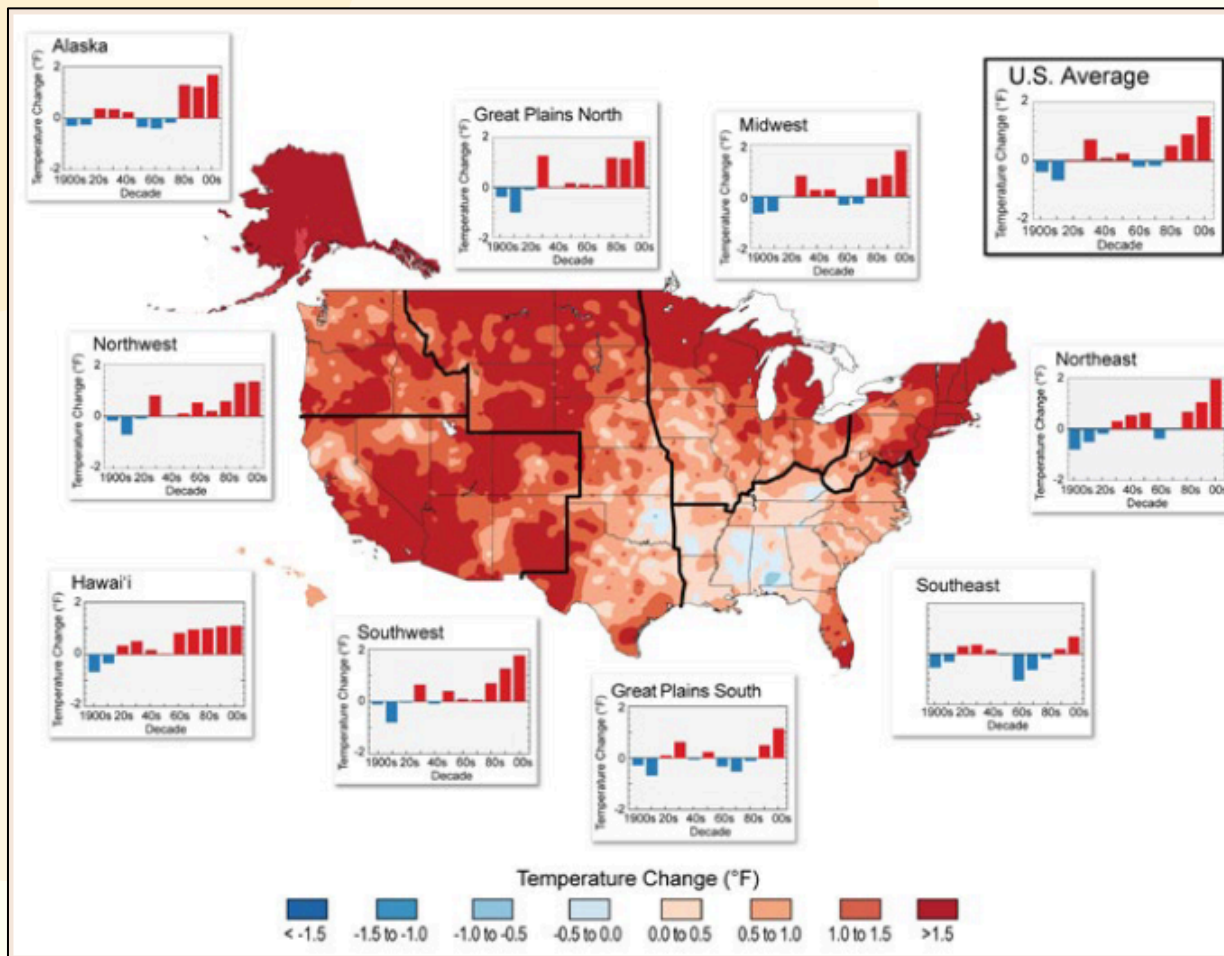 Alaska
Temperature Change (°F)
2
0
-2
1900s 20s 40s 60s 80s 00s
Decade
Great Plains North
Temperature Change (°F)
2
0
-2
1900s 20s 40s 60s 80s 00s
Decade
Midwest
Temperature Change (°F)
2
0
-2
1900s 20s 40s 60s 80s 00s
Decade
U.S. Average
Temperature Change (°F)
2
0
-2
1900s 20s 40s 60s 80s 00s
Decade
Northwest
Temperature Change (°F)
2
0
-2
1900s 20s 40s 60s 80s 00s
Decade
Northeast
Temperature Change (°F)
2
0
-2
1900s 20s 40s 60s 80s 00s
Decade
Hawai'i
Temperature Change (°F)
2
0
-2
1900s 20s 40s 60s 80s 00s
Decade
Southwest
Temperature Change (°F)
2
0
-2
1900s 20s 40s 60s 80s 00s
Decade
Great Plains South
Temperature Change (°F)
2
0
-2
1900s 20s 40s 60s 80s 00s
Decade
Southeast
1900s 20s 40s 60s 80s 00s
Decade
Temperature Change (°F)
< -1.5 -1.5 to -1.0 -1.0 to -0.5 -0.5 to 0.0 0.0 to 0.5 0.5 to 1.0 1.0 to 1.5 >1.5